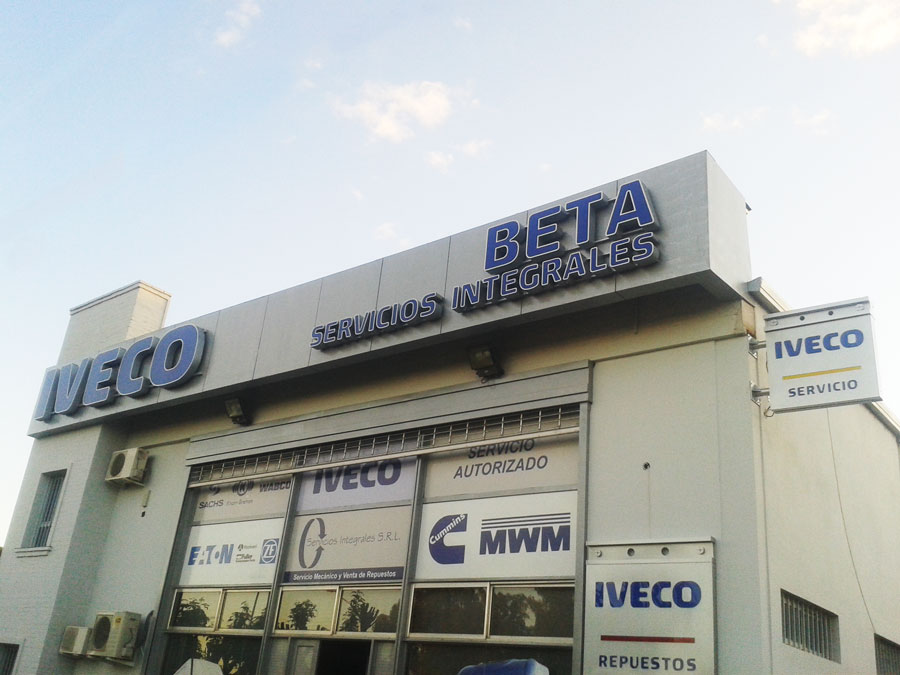 BETA
SERVICIOS INTEGRALES
IVECO
IVECO
SERVICIO
SACHS
WABCO
IVECO
SERVICIO
AUTORIZADO
EATON
ZF
Servicios Integrales S.R.L.
Servicio Mecánico y Venta de Repuestos
Cummins
MWM
IVECO
REPUESTOS